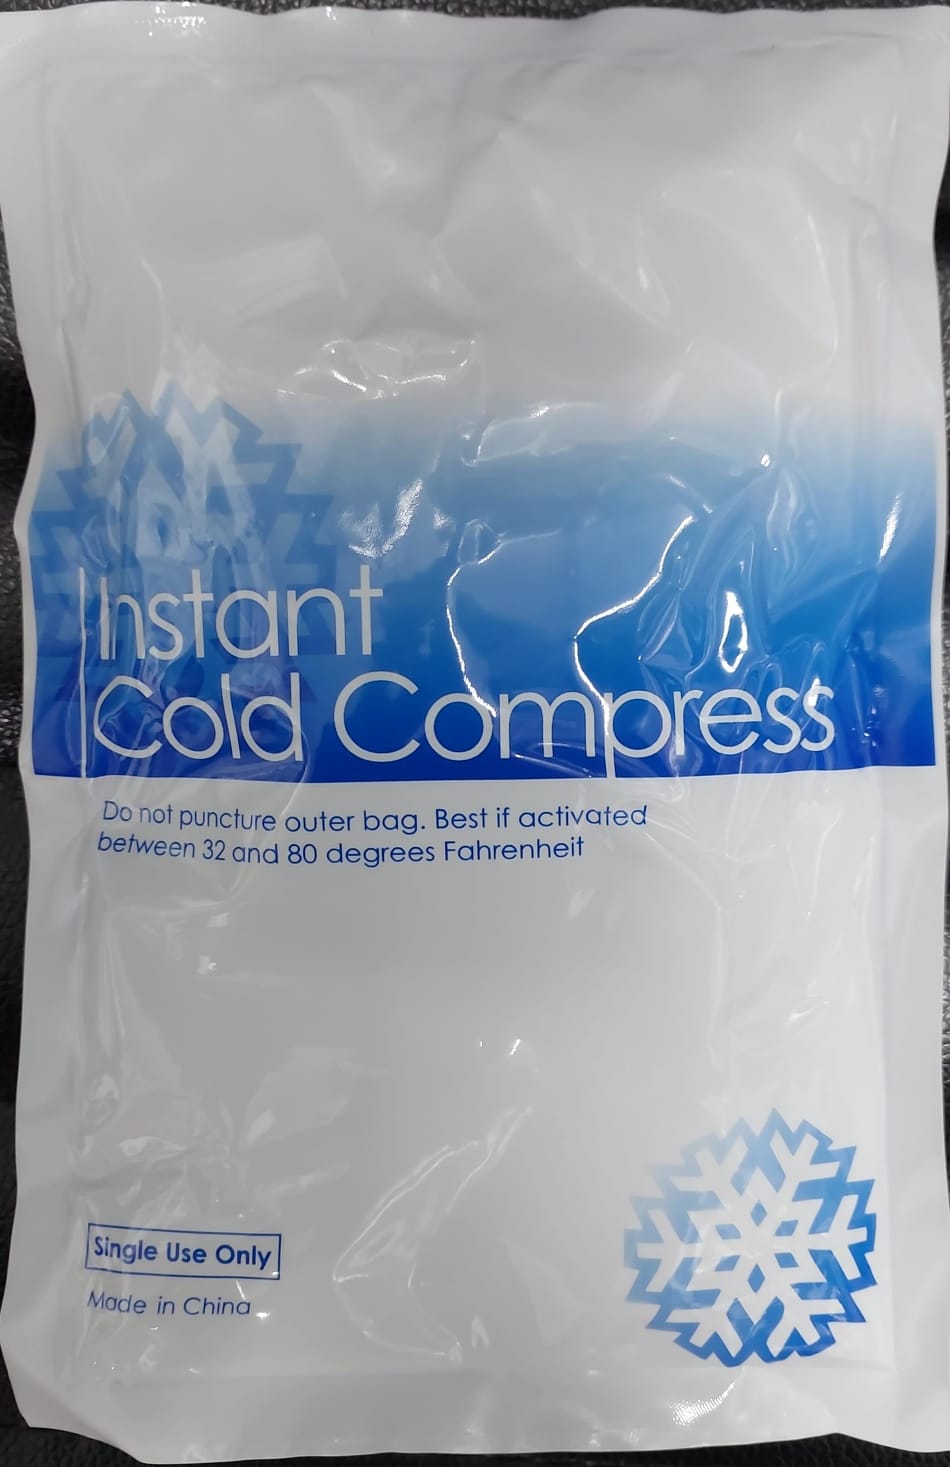 Instant
Cold Compress
Do not puncture outer bag. Best if activated
between 32 and 80 degrees Fahrenheit
Single Use Only
Made in China